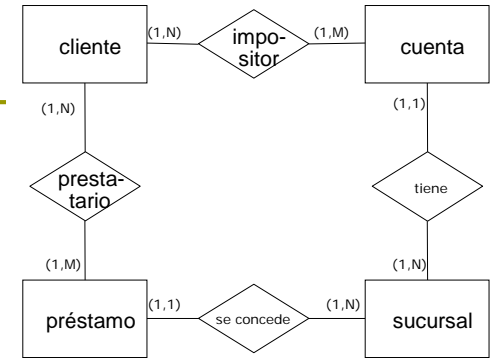 cliente
(1,N)
impo-
sitor
(1,M)
cuenta
(1,N)
(1,1)
presta-
tario
tiene
(1,M)
(1,N)
préstamo
(1,1)
se concede
(1,N)
sucursal